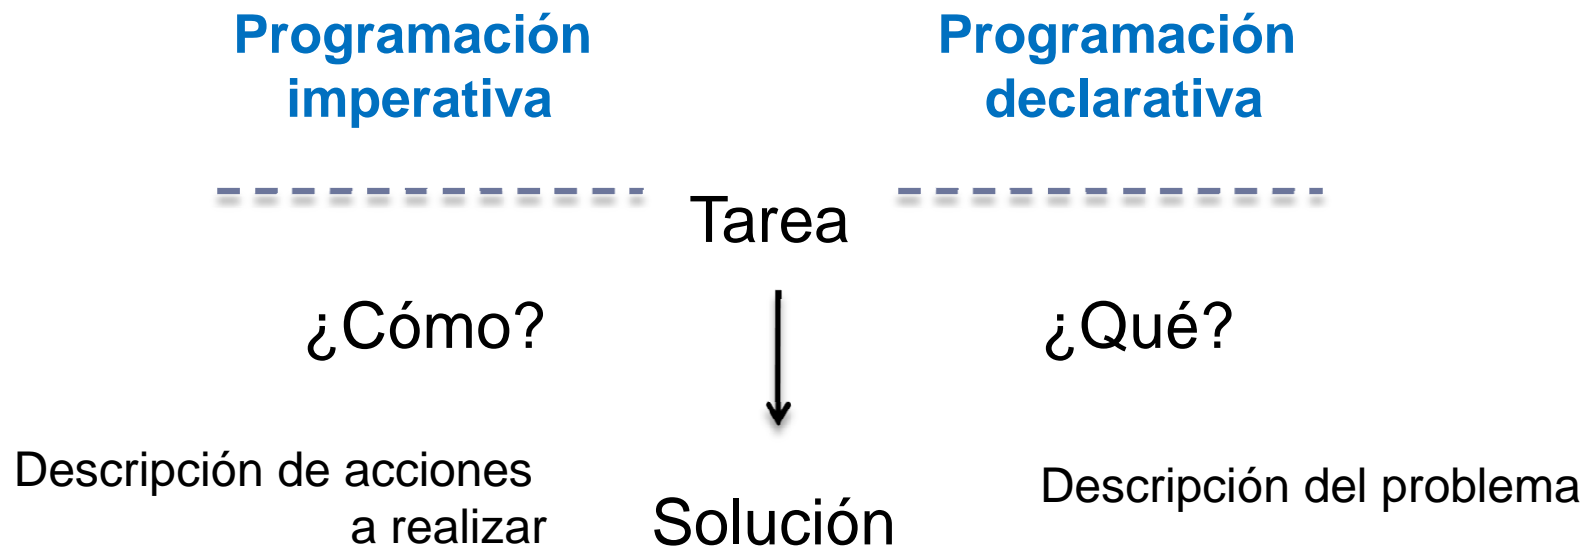 Programación
imperativa
Programación
declarativa
Tarea
¿Cómo?
¿Qué?
Descripción de acciones
a realizar
Descripción del problema
Solución